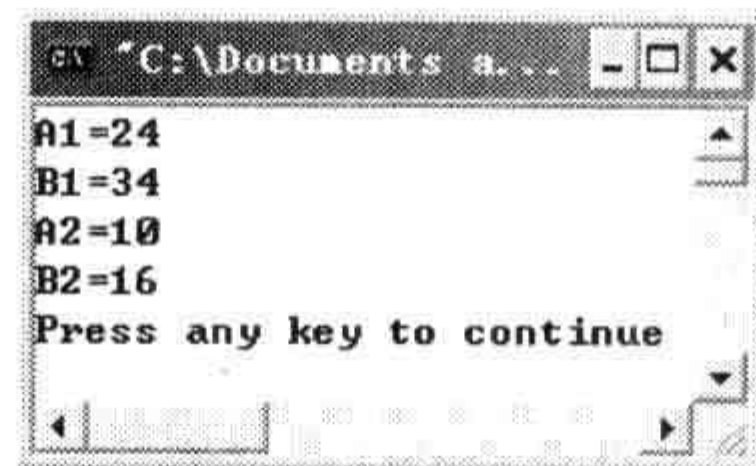 "C:\Documents a...
A1=24
B1=34
A2=10
B2=16
Press any key to continue